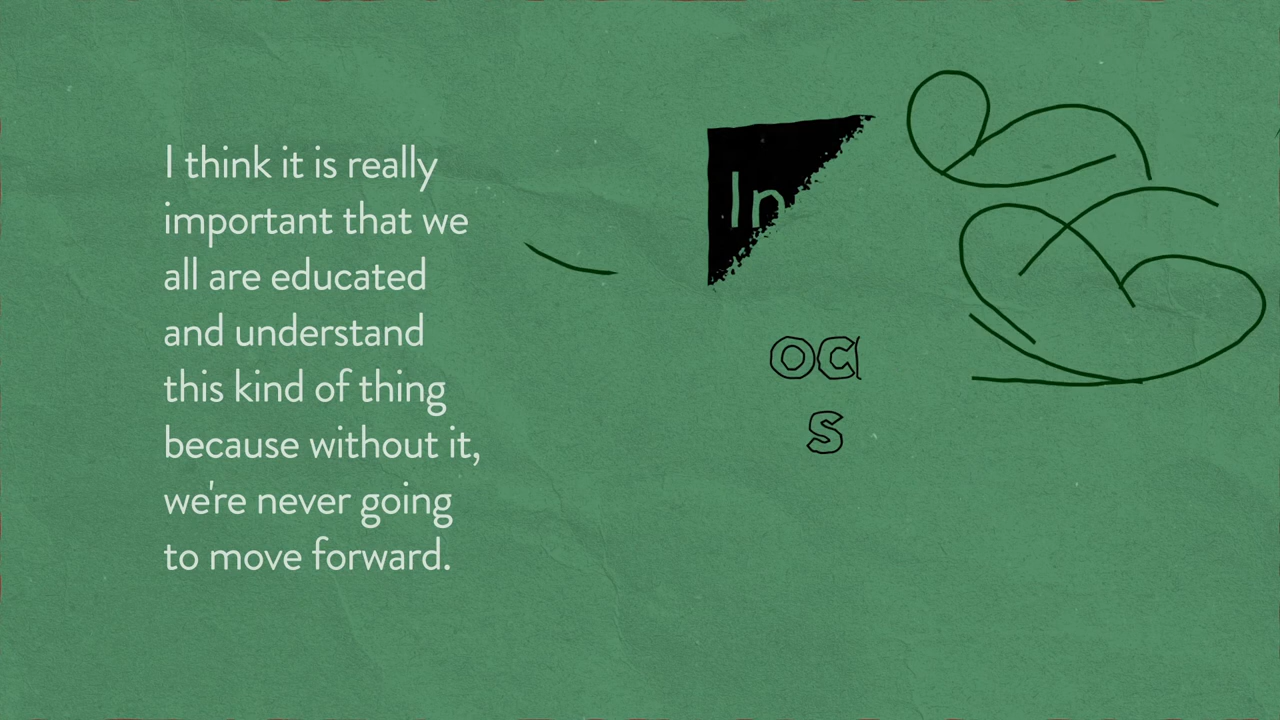 I think it is really
important that we
all are educated
and understand
this kind of thing
because without it,
we're never going
to move forward.
In
OC
S